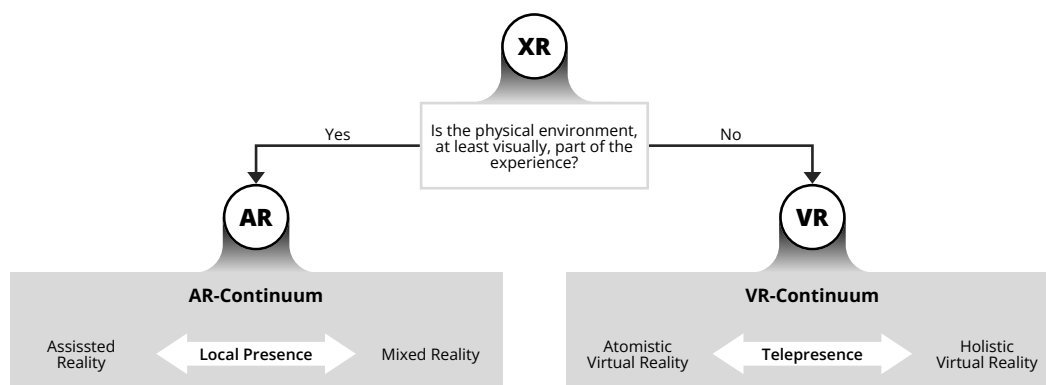 XR
Is the physical environment,
at least visually, part of the
experience?
Yes
No
AR
VR
AR-Continuum
Assissted
Reality
Local Presence
Mixed Reality
VR-Continuum
Atomistic
Virtual Reality
Telepresence
Holistic
Virtual Reality